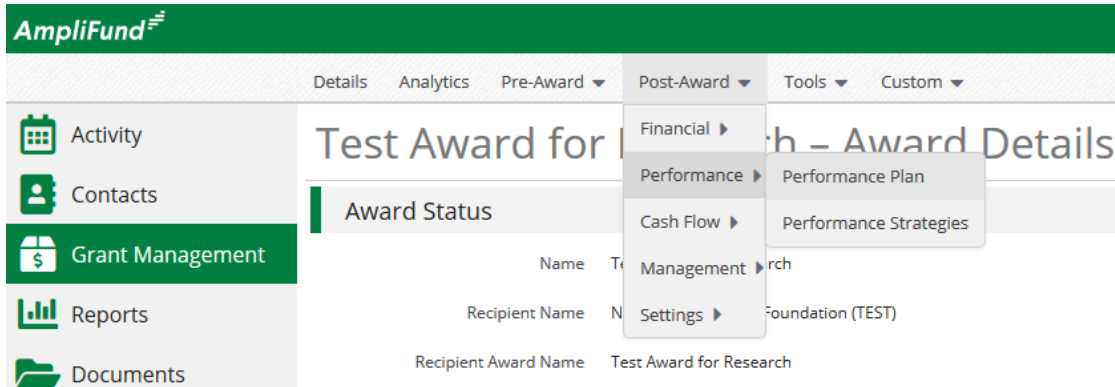 AmpliFund
Details Analytics Pre-Award Post-Award Tools Custom
Activity
Contacts
Grant Management
Reports
Documents
Financial
Performance
Cash Flow
Management
Settings
Performance Plan
Performance Strategies
Test Award for ch – Award Details
Award Status
Name Te rch
Recipient Name N Foundation (TEST)
Recipient Award Name Test Award for Research